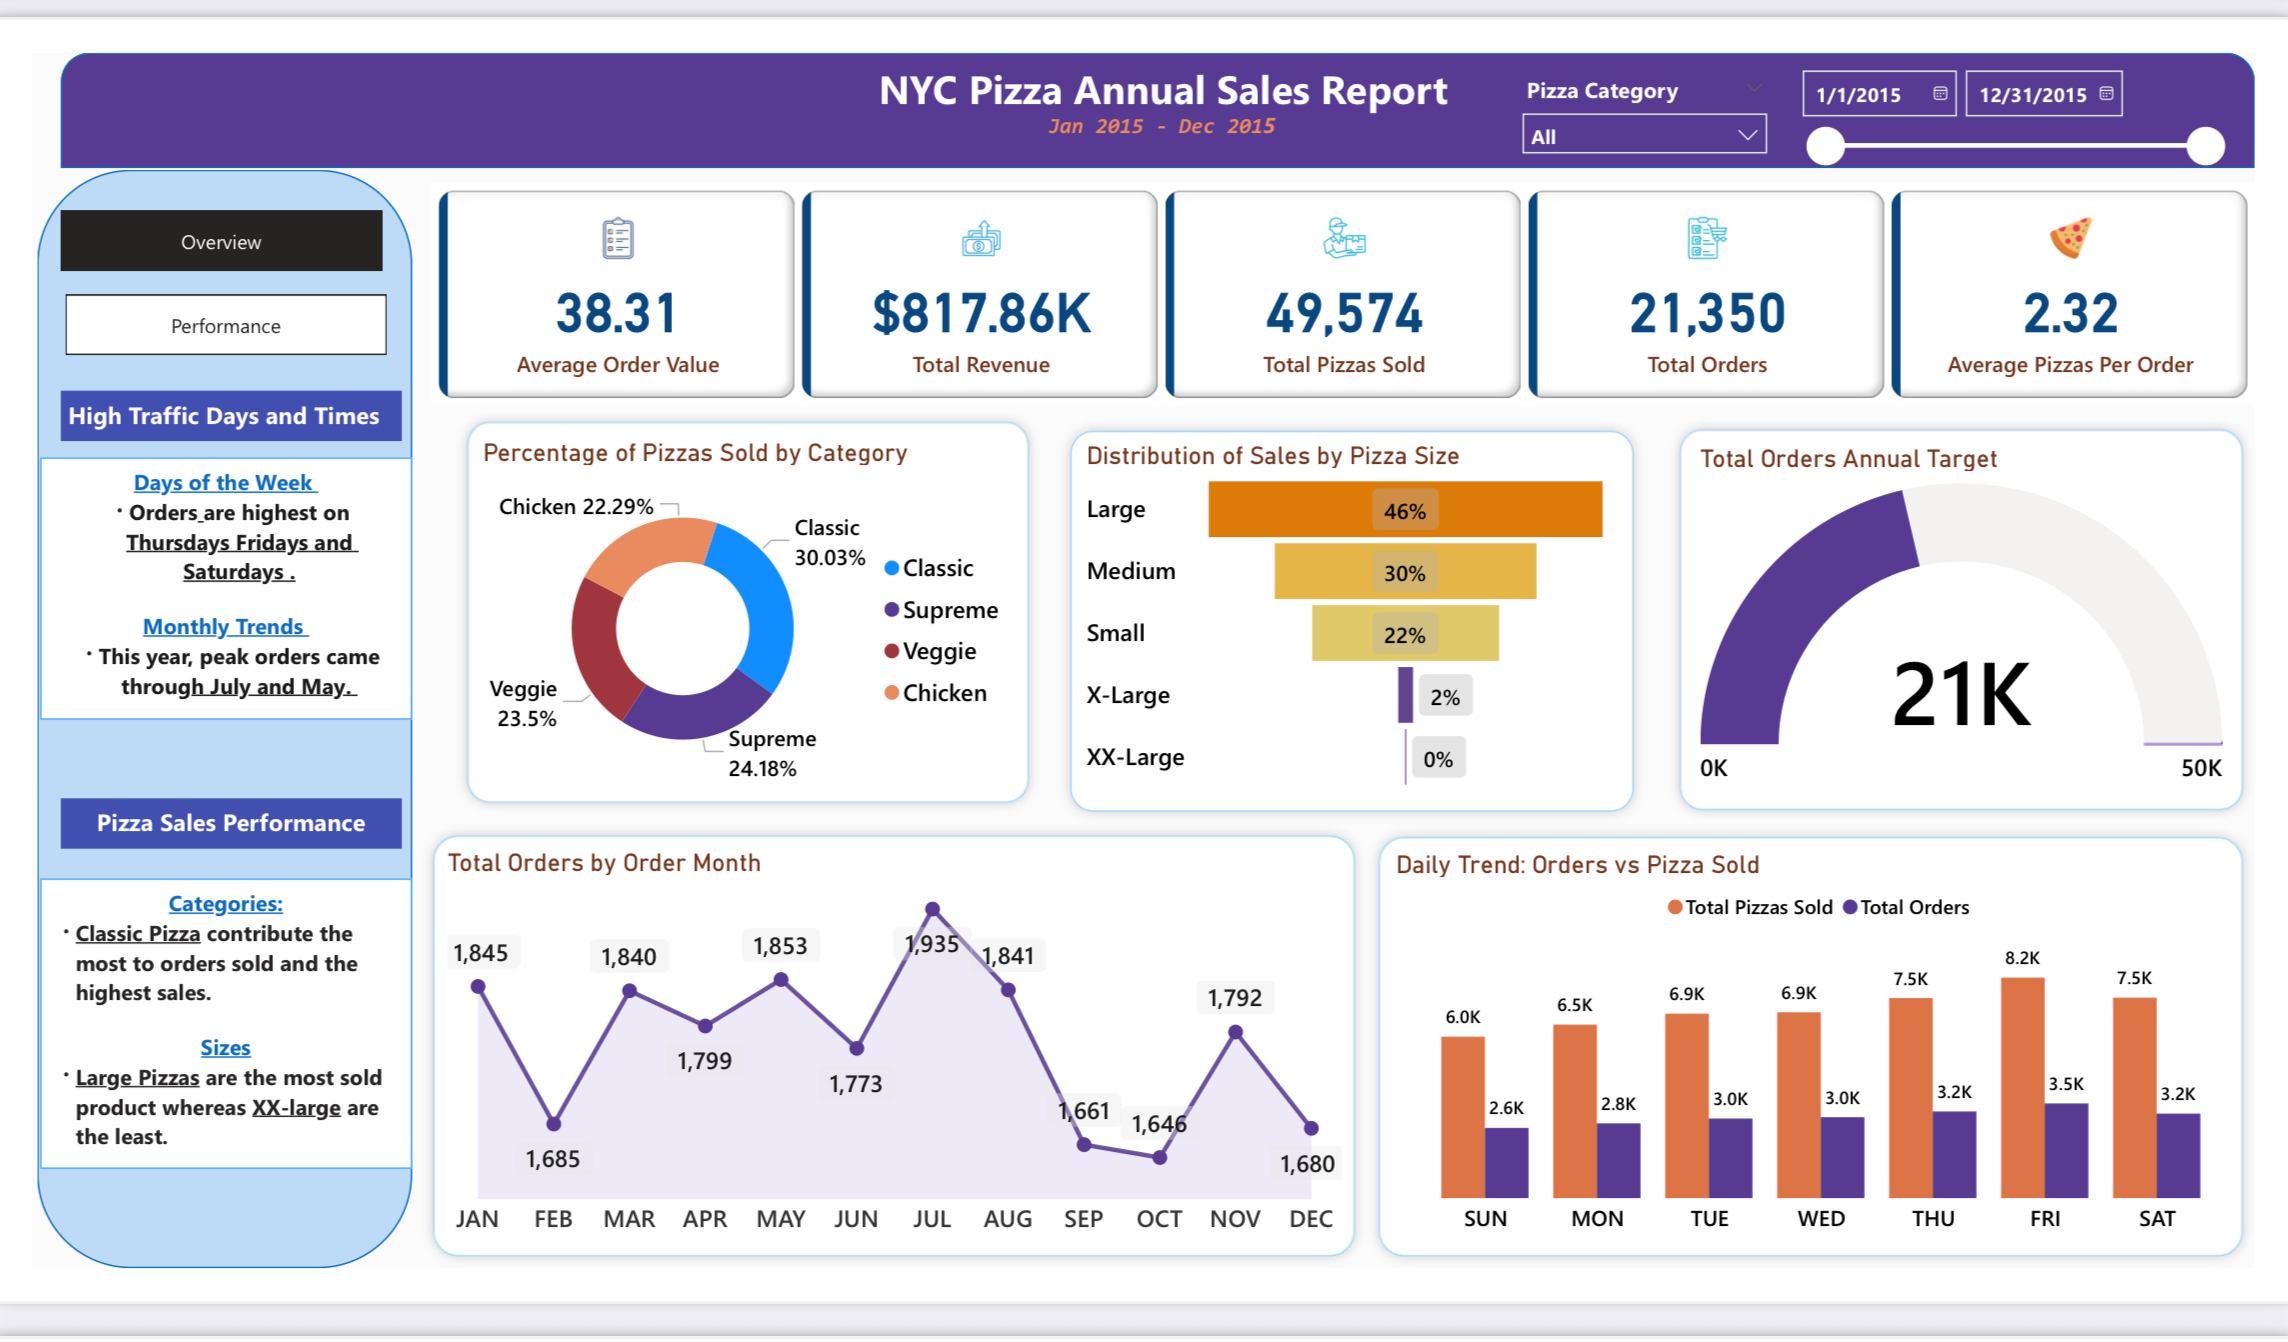 NYC Pizza Annual Sales Report
Jan 2015 - Dec 2015
Pizza Category
All
1/1/2015
12/31/2015
Overview
Performance
High Traffic Days and Times
Days of the Week
· Orders are highest on
Thursdays Fridays and
Saturdays .
Monthly Trends
· This year, peak orders came
through July and May.
Pizza Sales Performance
Categories:
· Classic Pizza contribute the
most to orders sold and the
highest sales.
Sizes
· Large Pizzas are the most sold
product whereas XX-large are
the least.
38.31
Average Order Value
$817.86K
Total Revenue
49,574
Total Pizzas Sold
21,350
Total Orders
2.32
Average Pizzas Per Order
Percentage of Pizzas Sold by Category
Chicken 22.29%
Classic
30.03%
Veggie
23.5%
Supreme
24.18%
Classic
Supreme
Veggie
Chicken
Distribution of Sales by Pizza Size
Large 46%
Medium 30%
Small 22%
X-Large 2%
XX-Large 0%
Total Orders Annual Target
21K
0K 50K
Total Orders by Order Month
1,845
1,685
1,840
1,799
1,853
1,773
1,935
1,841
1,661
1,646
1,792
1,680
JAN FEB MAR APR MAY JUN JUL AUG SEP OCT NOV DEC
Daily Trend: Orders vs Pizza Sold
Total Pizzas Sold Total Orders
6.0K 2.6K
6.5K 2.8K
6.9K 3.0K
6.9K 3.0K
7.5K 3.2K
8.2K 3.5K
7.5K 3.2K
SUN MON TUE WED THU FRI SAT